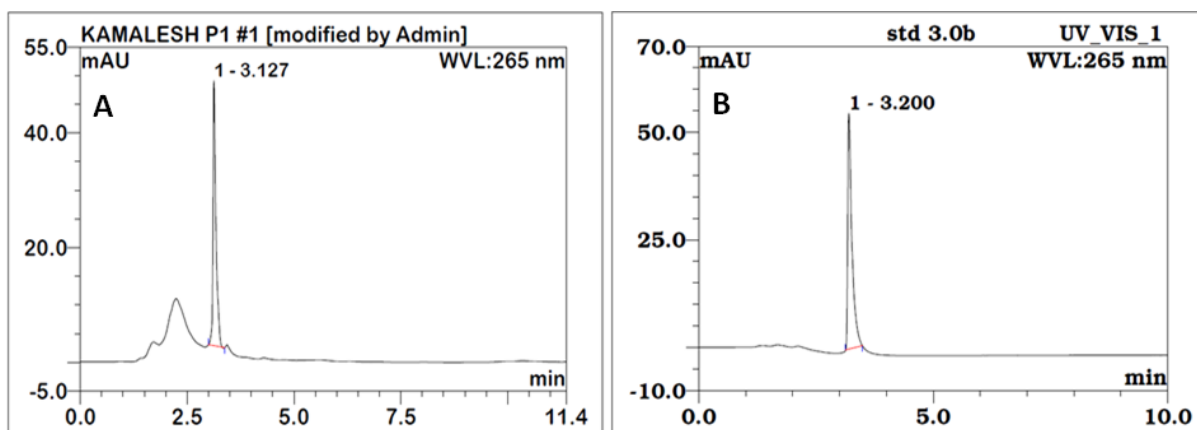 KAMALESH P1 #1 [modified by Admin]
55.0
mAU
WVL:265 nm
1 - 3.127
A
40.0
20.0
-5.0
min
0.0
2.5
5.0
7.5
11.4
std 3.0b
UV_VIS_1
70.0
mAU
WVL:265 nm
B
1 - 3.200
50.0
25.0
-10.0
min
0.0
5.0
10.0